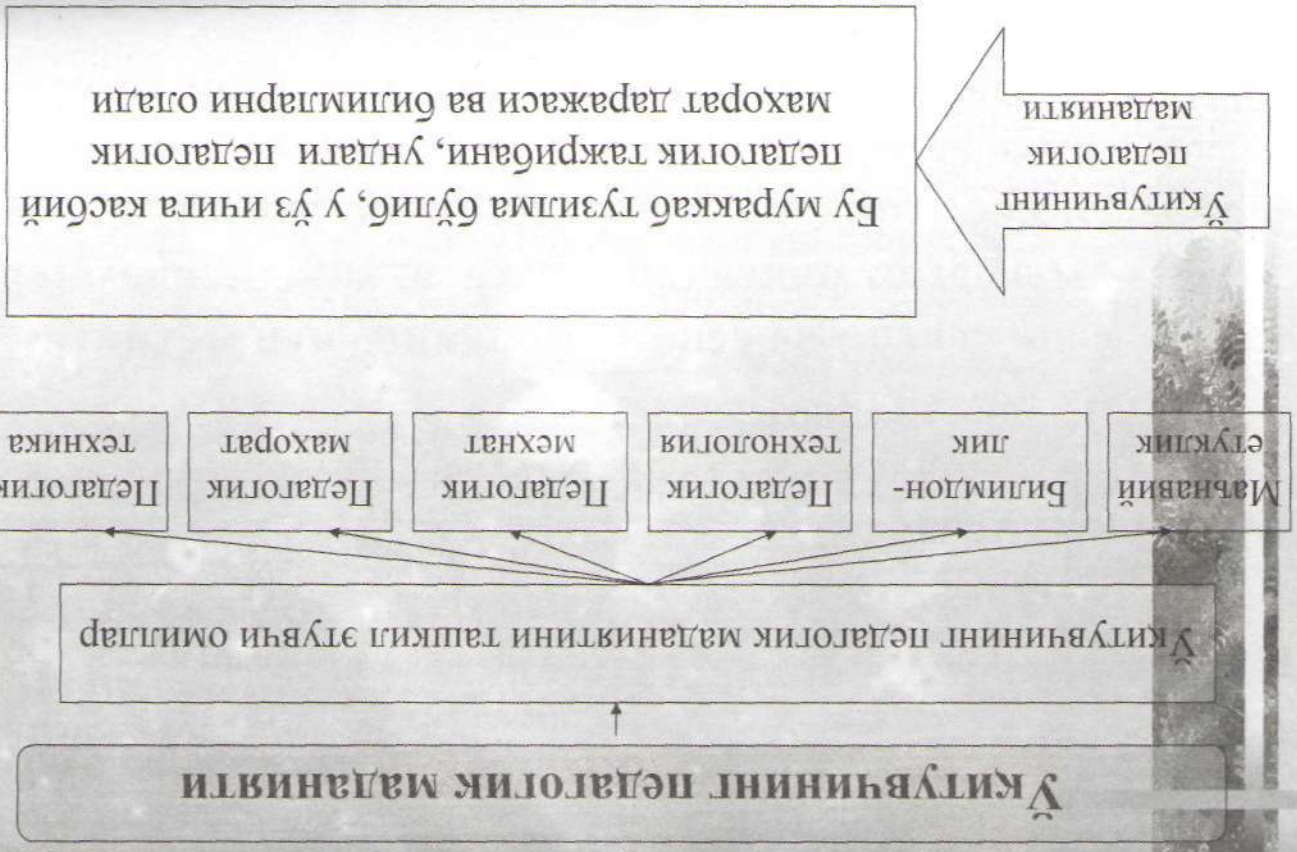 Ўқитувчининг педагогик маданияти
Ўқитувчининг педагогик маданиятини ташкил этувчи омиллар
Маънавий
етуклик
Билимдон-
лик
Педагогик
технология
Педагогик
меҳнат
Педагогик
маҳорат
Педагогик
техника
Ўқитувчининг
педагогик
маданияти
Бу мураккаб тузилма бўлиб, у ўз ичига касбий
педагогик тажрибани, ундаги педагогик
маҳорат даражаси ва билимларни олади